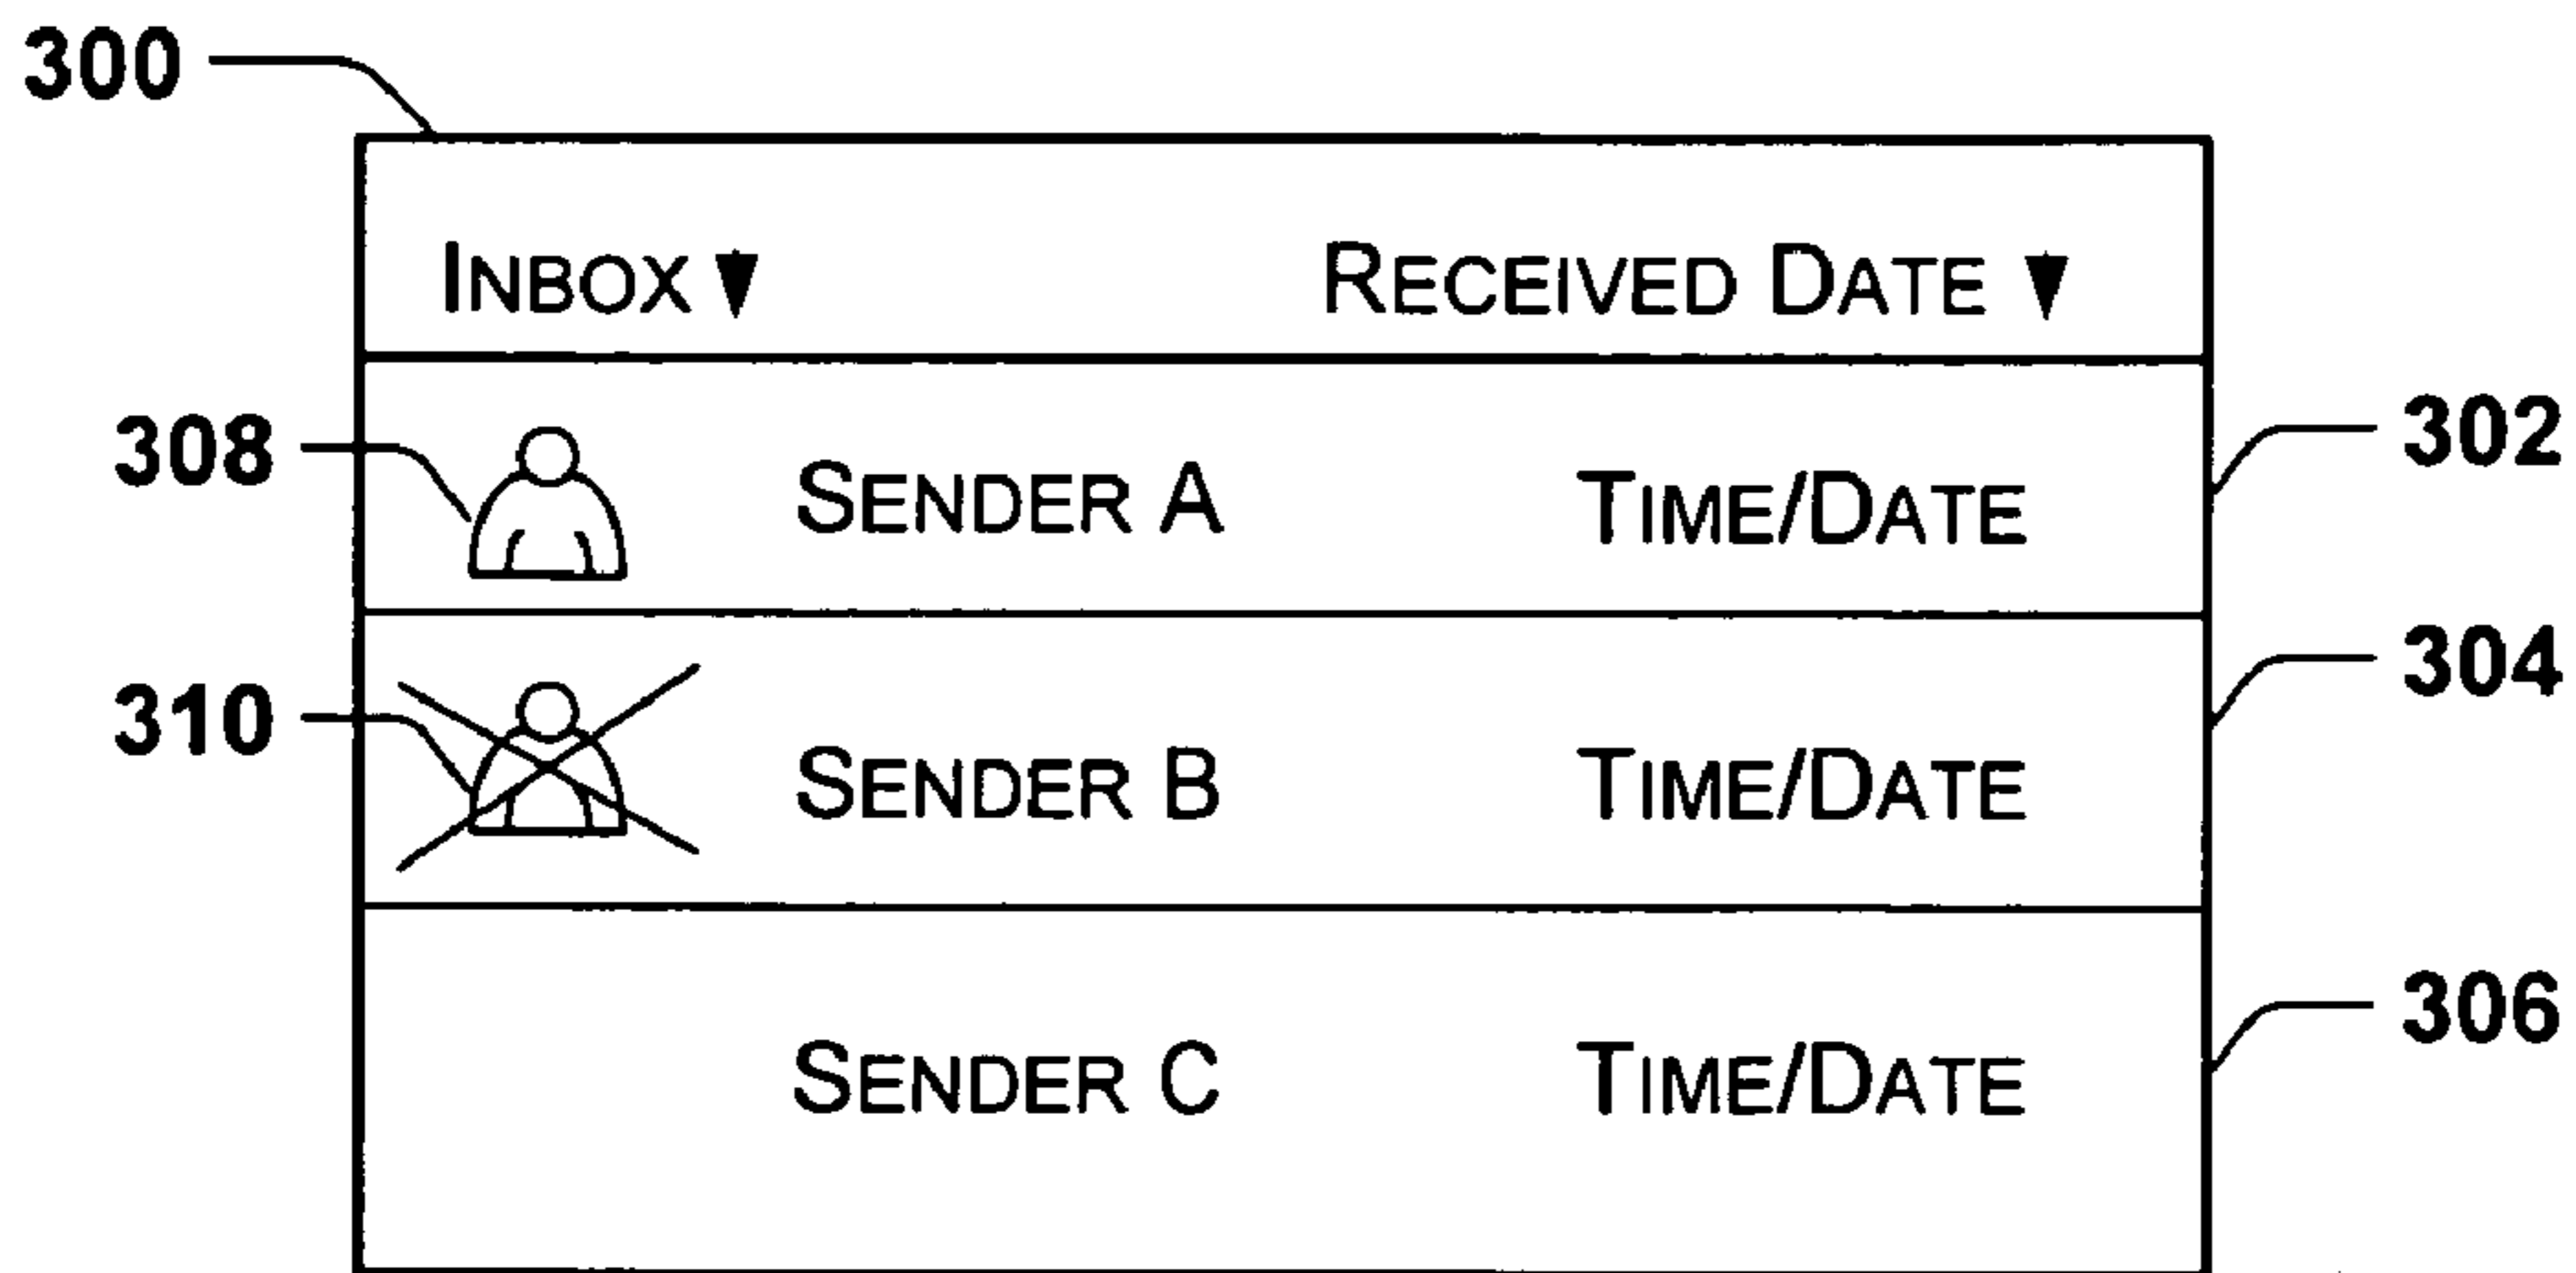 300
INBOX ▼ RECEIVED DATE ▼
308 SENDER A TIME/DATE 302
310 SENDER B TIME/DATE 304
SENDER C TIME/DATE 306